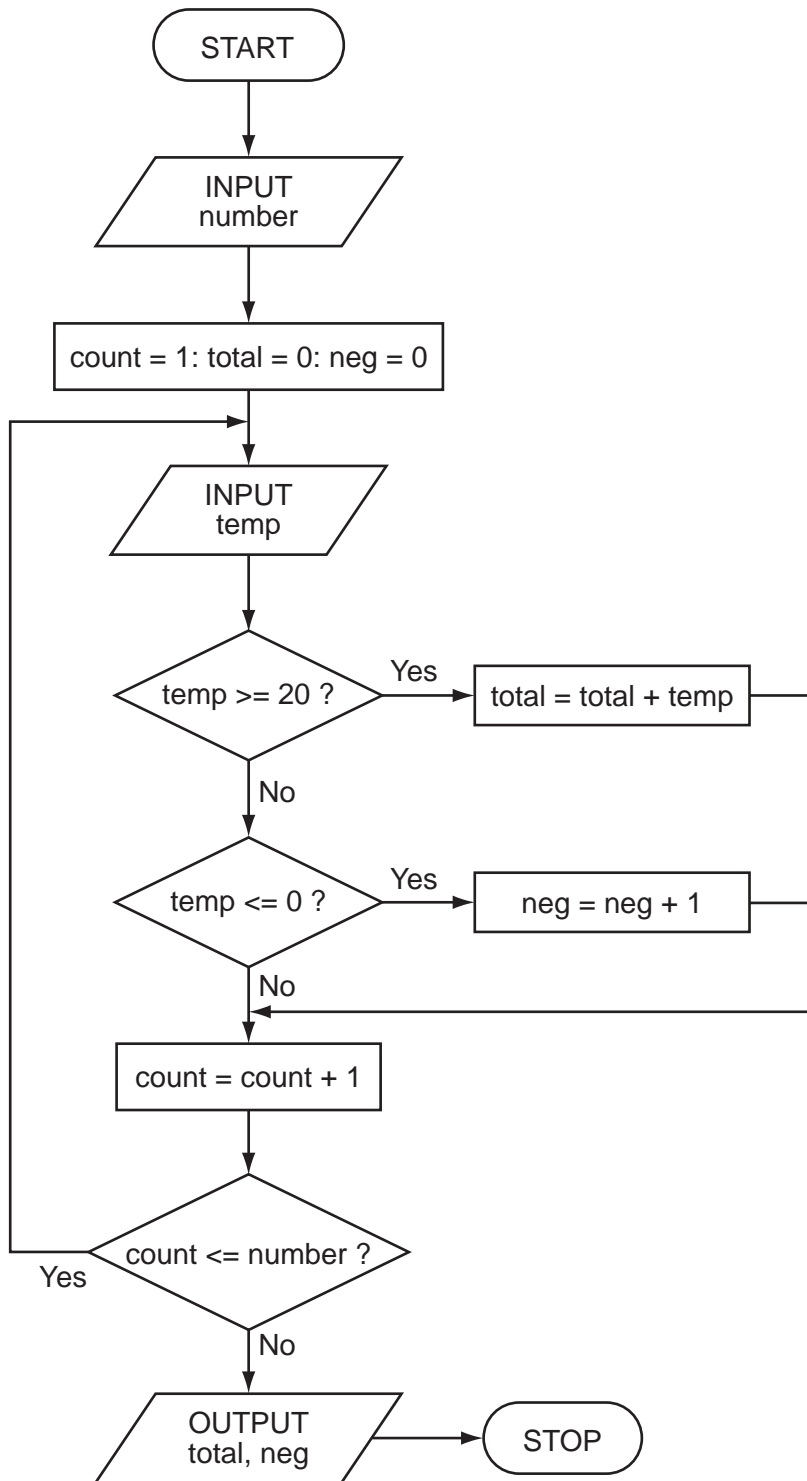 START
INPUT
number
count = 1: total = 0: neg = 0
INPUT
temp
temp >= 20 ?
Yes
total = total + temp
No
temp <= 0 ?
Yes
neg = neg + 1
No
count = count + 1
count <= number ?
Yes
No
OUTPUT
total, neg
STOP